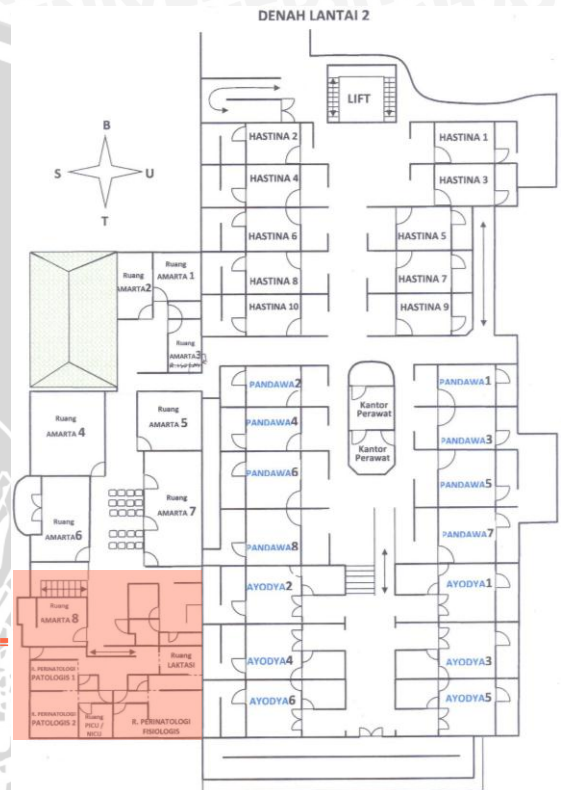 DENAH LANTAI 2
LIFT
B
S
U
T
HASTINA 2
HASTINA 1
HASTINA 4
HASTINA 3
HASTINA 6
HASTINA 5
HASTINA 8
HASTINA 7
HASTINA 10
HASTINA 9
Ruang
AMARTA 1
Ruang
AMARTA2
Ruang
AMARTA3
PANDAWA2
PANDAWA1
Kantor
Perawat
Ruang
AMARTA 4
Ruang
AMARTA 5
PANDAWA4
PANDAWA3
Kantor
Perawat
PANDAWA6
PANDAWA5
Ruang
AMARTA 7
Ruang
AMARTA6
PANDAWA8
PANDAWA7
AYODYA2
AYODYA1
Ruang
AMARTA 8
Ruang
LAKTASI
AYODYA4
AYODYA3
R. PERINATOLOGI
PATOLOGIS 1
AYODYA6
AYODYA5
R. PERINATOLOGI
PATOLOGIS 2
Ruang
PICU /
NICU
R. PERINATOLOGI
FISIOLOGIS